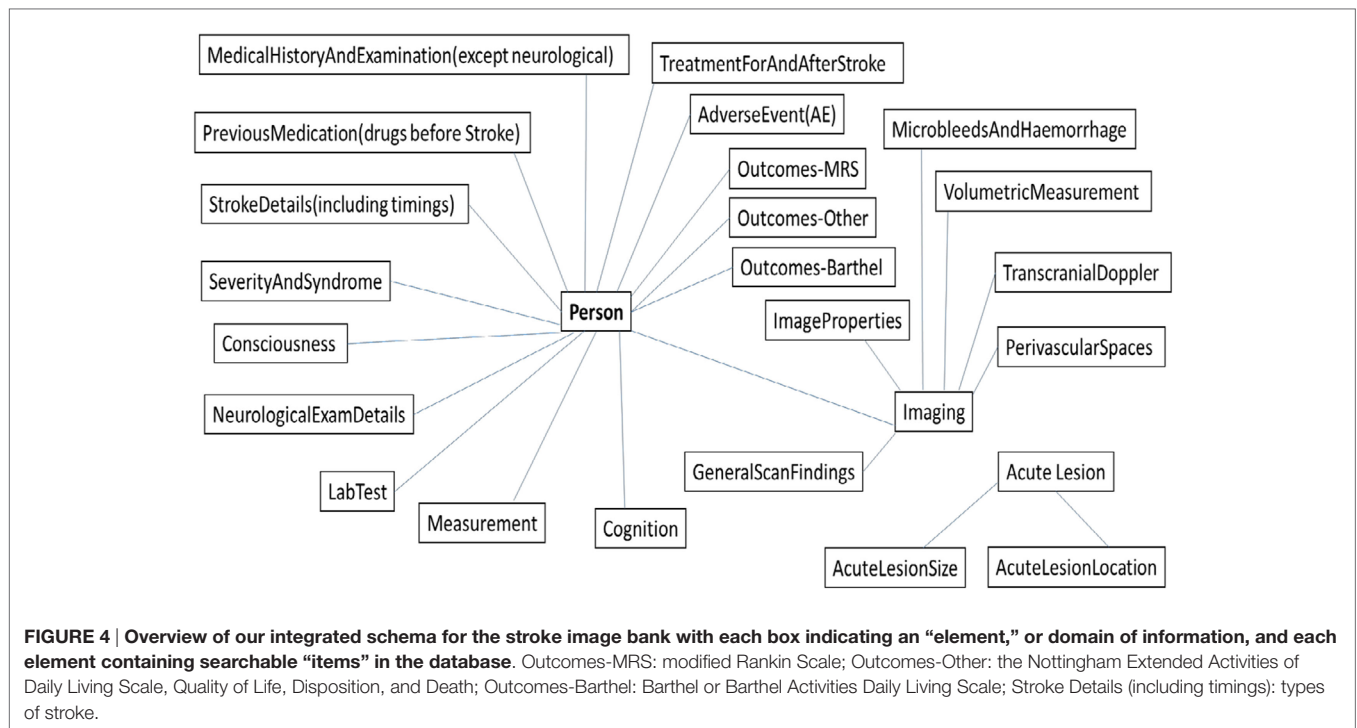 MedicalHistoryAndExamination(except neurological)
TreatmentForAndAfterStroke
AdverseEvent(AE)
MicrobleedsAndHaemorrhage
PreviousMedication(drugs before Stroke)
Outcomes-MRS
VolumetricMeasurement
StrokeDetails(including timings)
Outcomes-Other
Outcomes-Barthel
TranscranialDoppler
SeverityAndSyndrome
Person
ImageProperties
Consciousness
PerivascularSpaces
NeurologicalExamDetails
Imaging
GeneralScanFindings
Acute Lesion
LabTest
Measurement
Cognition
AcuteLesionSize
AcuteLesionLocation
FIGURE 4 | Overview of our integrated schema for the stroke image bank with each box indicating an “element,” or domain of information, and each
element containing searchable “items” in the database. Outcomes-MRS: modified Rankin Scale; Outcomes-Other: the Nottingham Extended Activities of
Daily Living Scale, Quality of Life, Disposition, and Death; Outcomes-Barthel: Barthel or Barthel Activities Daily Living Scale; Stroke Details (including timings): types
of stroke.